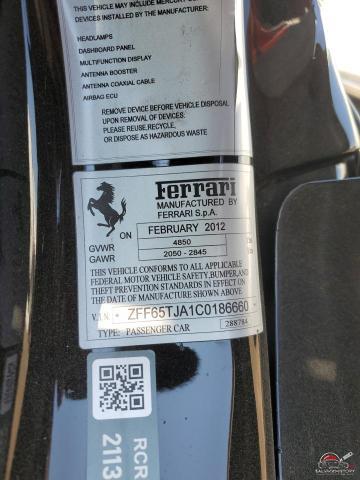 THIS VEHICLE MAY INCLUDE MERCURY
DEVICES INSTALLED BY THE MANUFACTURER:
HEADLAMPS
DASHBOARD PANEL
MULTIFUNCTION DISPLAY
ANTENNA BOOSTER
ANTENNA COAXIAL CABLE
AIRBAG ECU
REMOVE DEVICE BEFORE VEHICLE DISPOSAL
UPON REMOVAL OF DEVICES:
PLEASE REUSE, RECYCLE
OR DISPOSE AS HAZARDOUS WASTE
Ferrari
MANUFACTURED BY
FERRARI S.p.A.
ON FEBRUARY 2012
GVWR 4850
GAWR 2050 - 2845
THIS VEHICLE CONFORMS TO ALL APPLICABLE
FEDERAL MOTOR VEHICLE SAFETY, BUMPER, AND
THEFT PREVENTION STANDARDS IN EFFECT ON
THE DATE OF MANUFACTURE SHOWN ABOVE.
V.I.N. ZFF65TJA1C0186660
TYPE: PASSENGER CAR 288784
RCR
2113